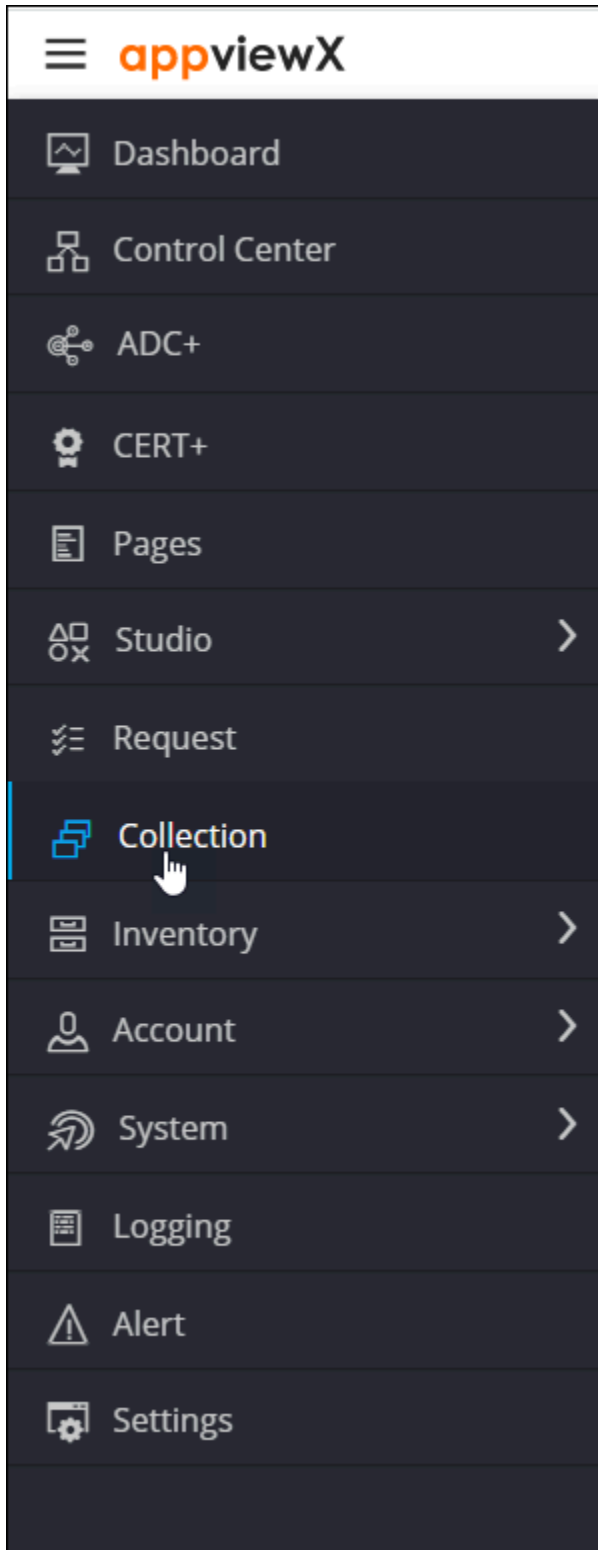 appviewX
Dashboard
Control Center
ADC+
CERT+
Pages
Studio
Request
Collection
Inventory
Account
System
Logging
Alert
Settings